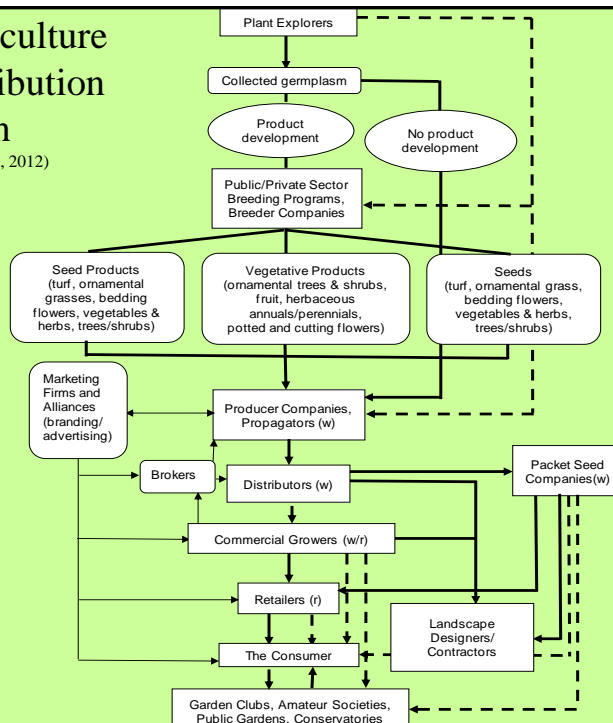 culture
ibution
n
, 2012)
Plant Explorers
Collected germplasm
Product
development
No product
development
Public/Private Sector
Breeding Programs,
Breeder Companies
Seed Products
(turf, ornamental
grasses, bedding
flowers, vegetables &
herbs, trees/shrubs)
Vegetative Products
(ornamental trees & shrubs,
fruit, herbaceous
annuals/perennials,
potted and cutting flowers)
Seeds
(turf, ornamental grass,
bedding flowers,
vegetables & herbs,
trees/shrubs)
Marketing
Firms and
Alliances
(branding/
advertising)
Producer Companies,
Propagators (w)
Brokers
Distributors (w)
Packet Seed
Companies(w)
Commercial Growers (w/r)
Retailers (r)
Landscape
Designers/
Contractors
The Consumer
Garden Clubs, Amateur Societies,
Public Gardens, Conservatories